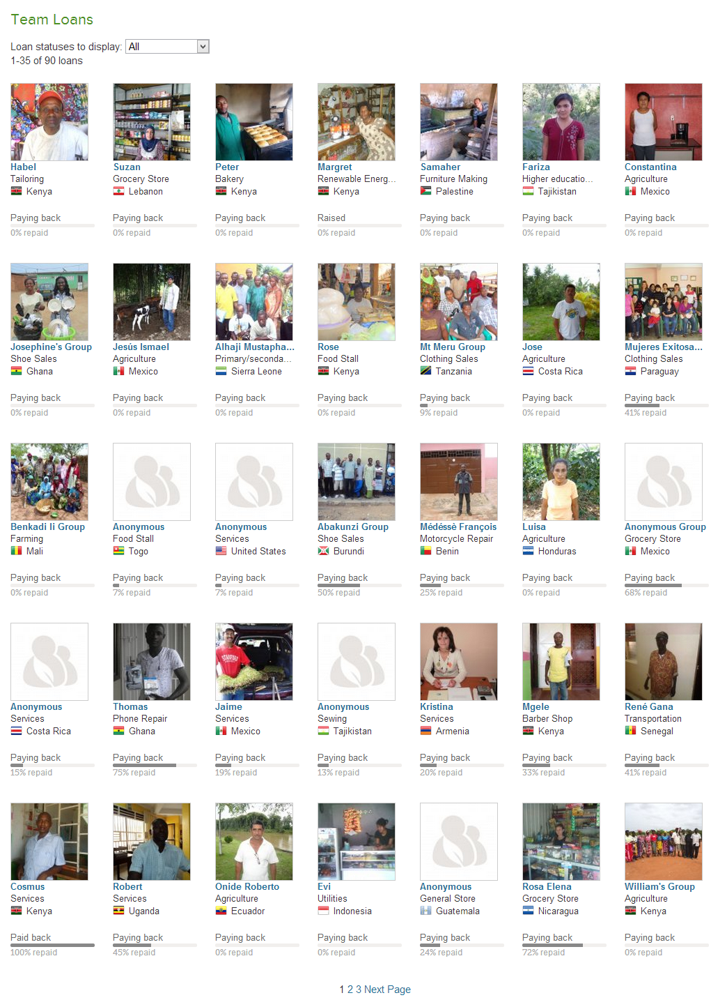 Team Loans
Loan statuses to display: All
1-35 of 90 loans
Habel Suzan Peter Margret Samaher Fariza Constantina
Tailoring Grocery Store Bakery Renewable Energ... Furniture Making Higher educatio... Agriculture
Kenya Lebanon Kenya Kenya Palestine Tajikistan Mexico
Paying back Paying back Paying back Raised Paying back Paying back Paying back
0% repaid 0% repaid 0% repaid 0% repaid 0% repaid 0% repaid
Josephine's Group Jesús Ismael Alhaji Mustapha... Rose Mt Meru Group Jose Mujeres Exitosa...
Shoe Sales Agriculture Primary/seconda... Food Stall Clothing Sales Agriculture Clothing Sales
Ghana Mexico Sierra Leone Kenya Tanzania Costa Rica Paraguay
Paying back Paying back Paying back Paying back Paying back Paying back Paying back
0% repaid 0% repaid 0% repaid 0% repaid 9% repaid 0% repaid 41% repaid
Benkadi Ii Group Anonymous Anonymous Abakunzi Group Médéssè François Luisa Anonymous Group
Farming Food Stall Services Shoe Sales Motorcycle Repair Agriculture Grocery Store
Mali Togo United States Burundi Benin Honduras Mexico
Paying back Paying back Paying back Paying back Paying back Paying back Paying back
0% repaid 7% repaid 7% repaid 50% repaid 25% repaid 0% repaid 68% repaid
Anonymous Thomas Jaime Anonymous Kristina Mgele René Gana
Services Phone Repair Services Sewing Services Barber Shop Transportation
Costa Rica Ghana Mexico Tajikistan Armenia Kenya Senegal
Paying back Paying back Paying back Paying back Paying back Paying back Paying back
15% repaid 75% repaid 19% repaid 13% repaid 20% repaid 33% repaid 41% repaid
Cosmus Robert Onide Roberto Evi Anonymous Rosa Elena William's Group
Services Services Agriculture Utilities General Store Grocery Store Agriculture
Kenya Uganda Ecuador Indonesia Guatemala Nicaragua Kenya
Paid back Paying back Paying back Paying back Paying back Paying back Paying back
100% repaid 45% repaid 0% repaid 0% repaid 24% repaid 72% repaid 0% repaid
1 2 3 Next Page